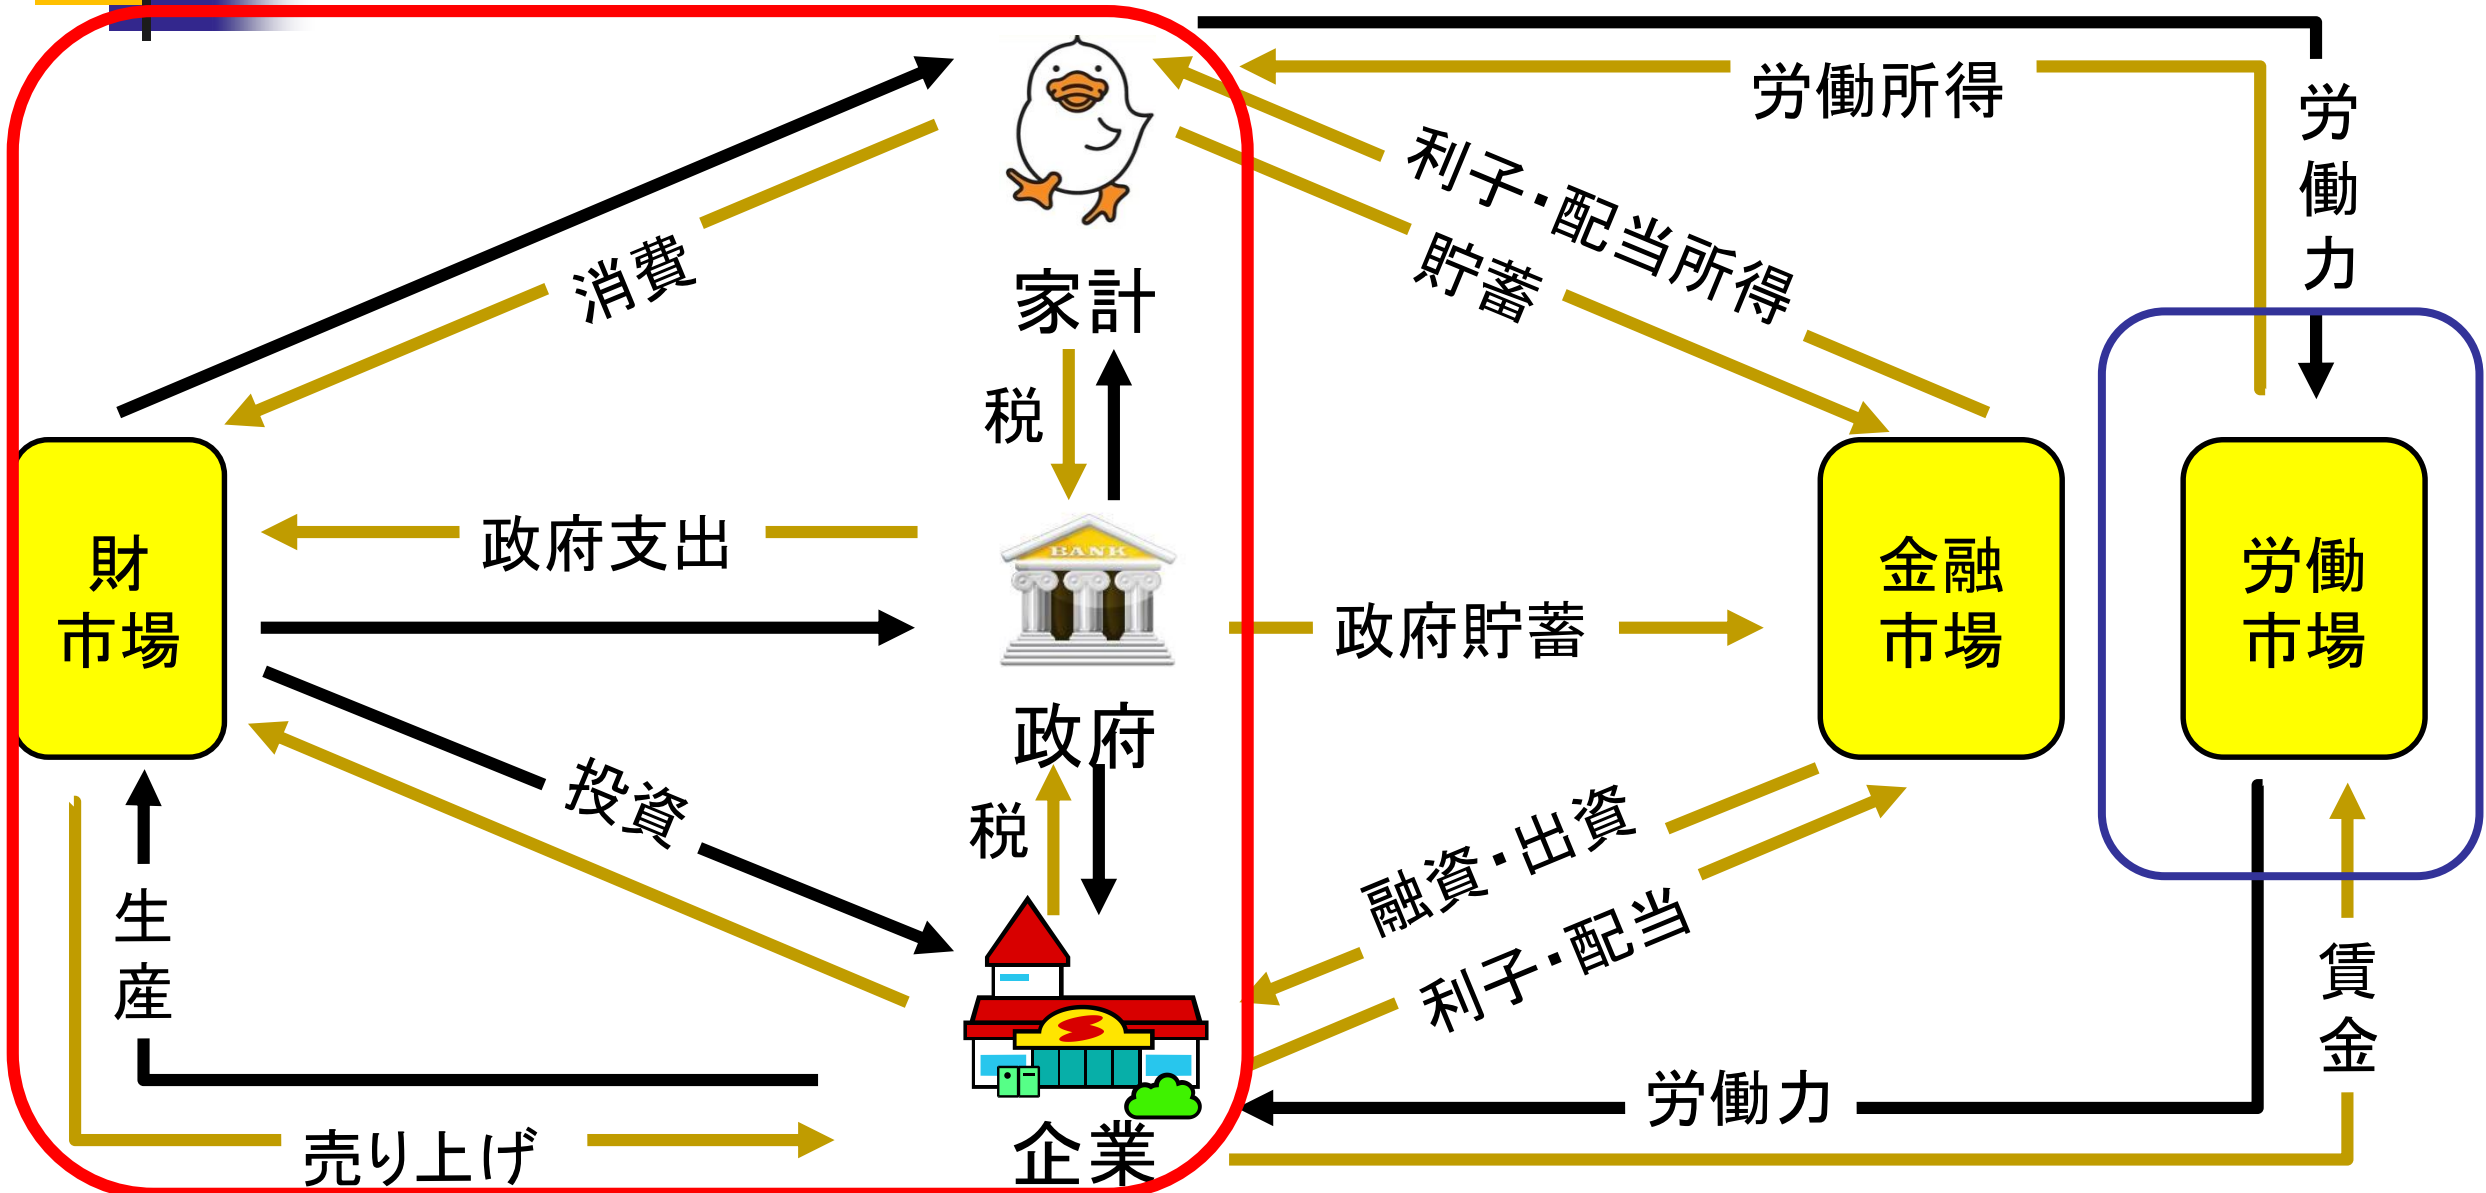 労働所得
労働力
利子・配当所得
貯蓄
消費
家計
税
政府支出
BANK
財
市場
金融
市場
労働
市場
政府貯蓄
政府
投資
税
融資・出資
利子・配当
生産
賃金
労働力
売り上げ
企業